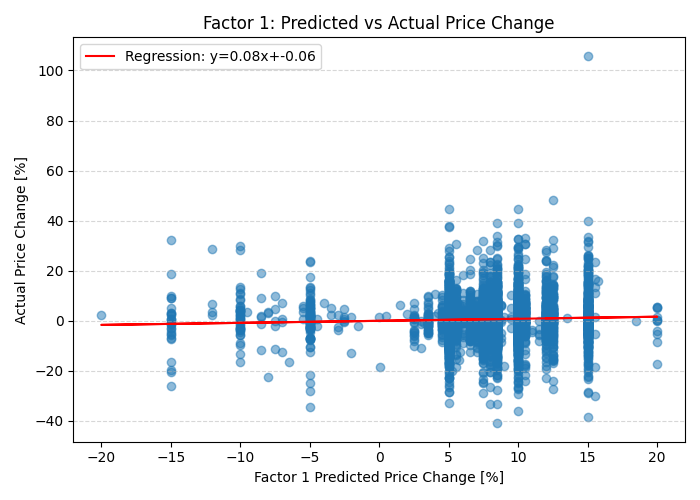 Factor 1: Predicted vs Actual Price Change
Regression: y=0.08x+-0.06
Actual Price Change [%]
100
80
60
40
20
0
−20
−40
−20 −15 −10 −5 0 5 10 15 20
Factor 1 Predicted Price Change [%]